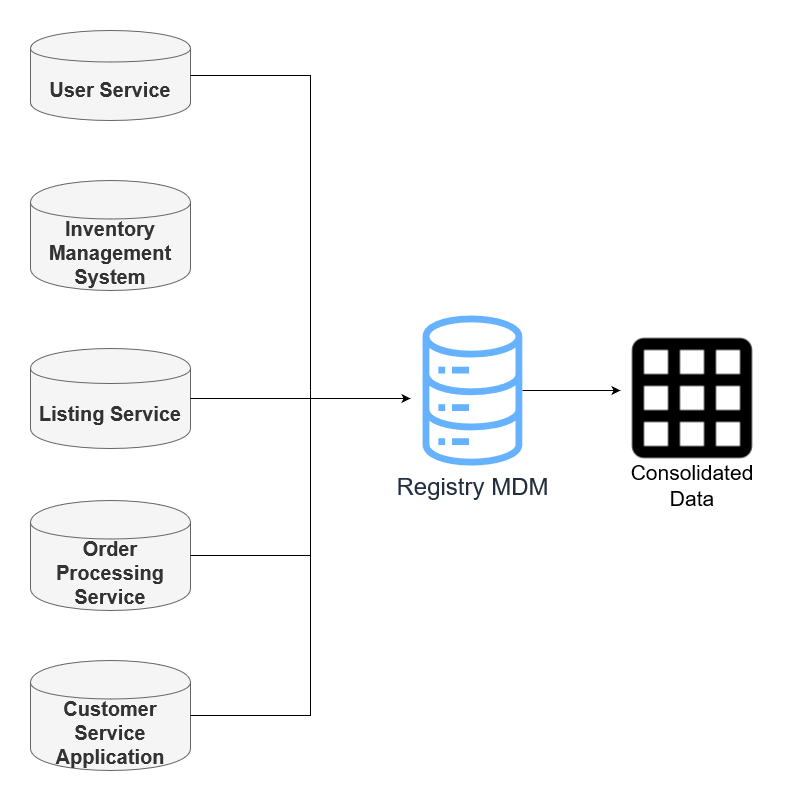 User Service
Inventory
Management
System
Listing Service
Order
Processing
Service
Customer
Service
Application
Registry MDM
Consolidated
Data